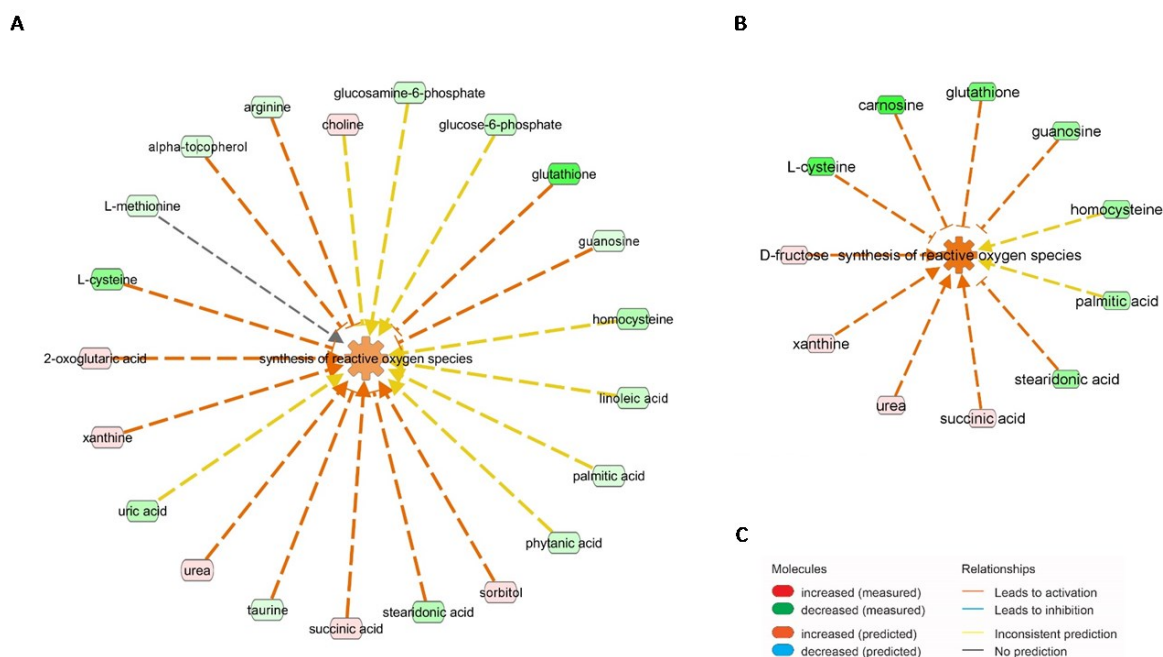 A
glucosamine-6-phosphate
arginine
choline
glucose-6-phosphate
alpha-tocopherol
glutathione
L-methionine
guanosine
L-cysteine
homocysteine
2-oxoglutaric acid
synthesis of reactive oxygen species
linoleic acid
xanthine
palmitic acid
uric acid
phytanic acid
urea
sorbitol
taurine
stearidonic acid
succinic acid
B
glutathione
carnosine
guanosine
L-cysteine
homocysteine
D-fructose
synthesis of reactive oxygen species
palmitic acid
xanthine
stearidonic acid
urea
succinic acid
C
Molecules
increased (measured)
decreased (measured)
increased (predicted)
decreased (predicted)
Relationships
Leads to activation
Leads to inhibition
Inconsistent prediction
No prediction